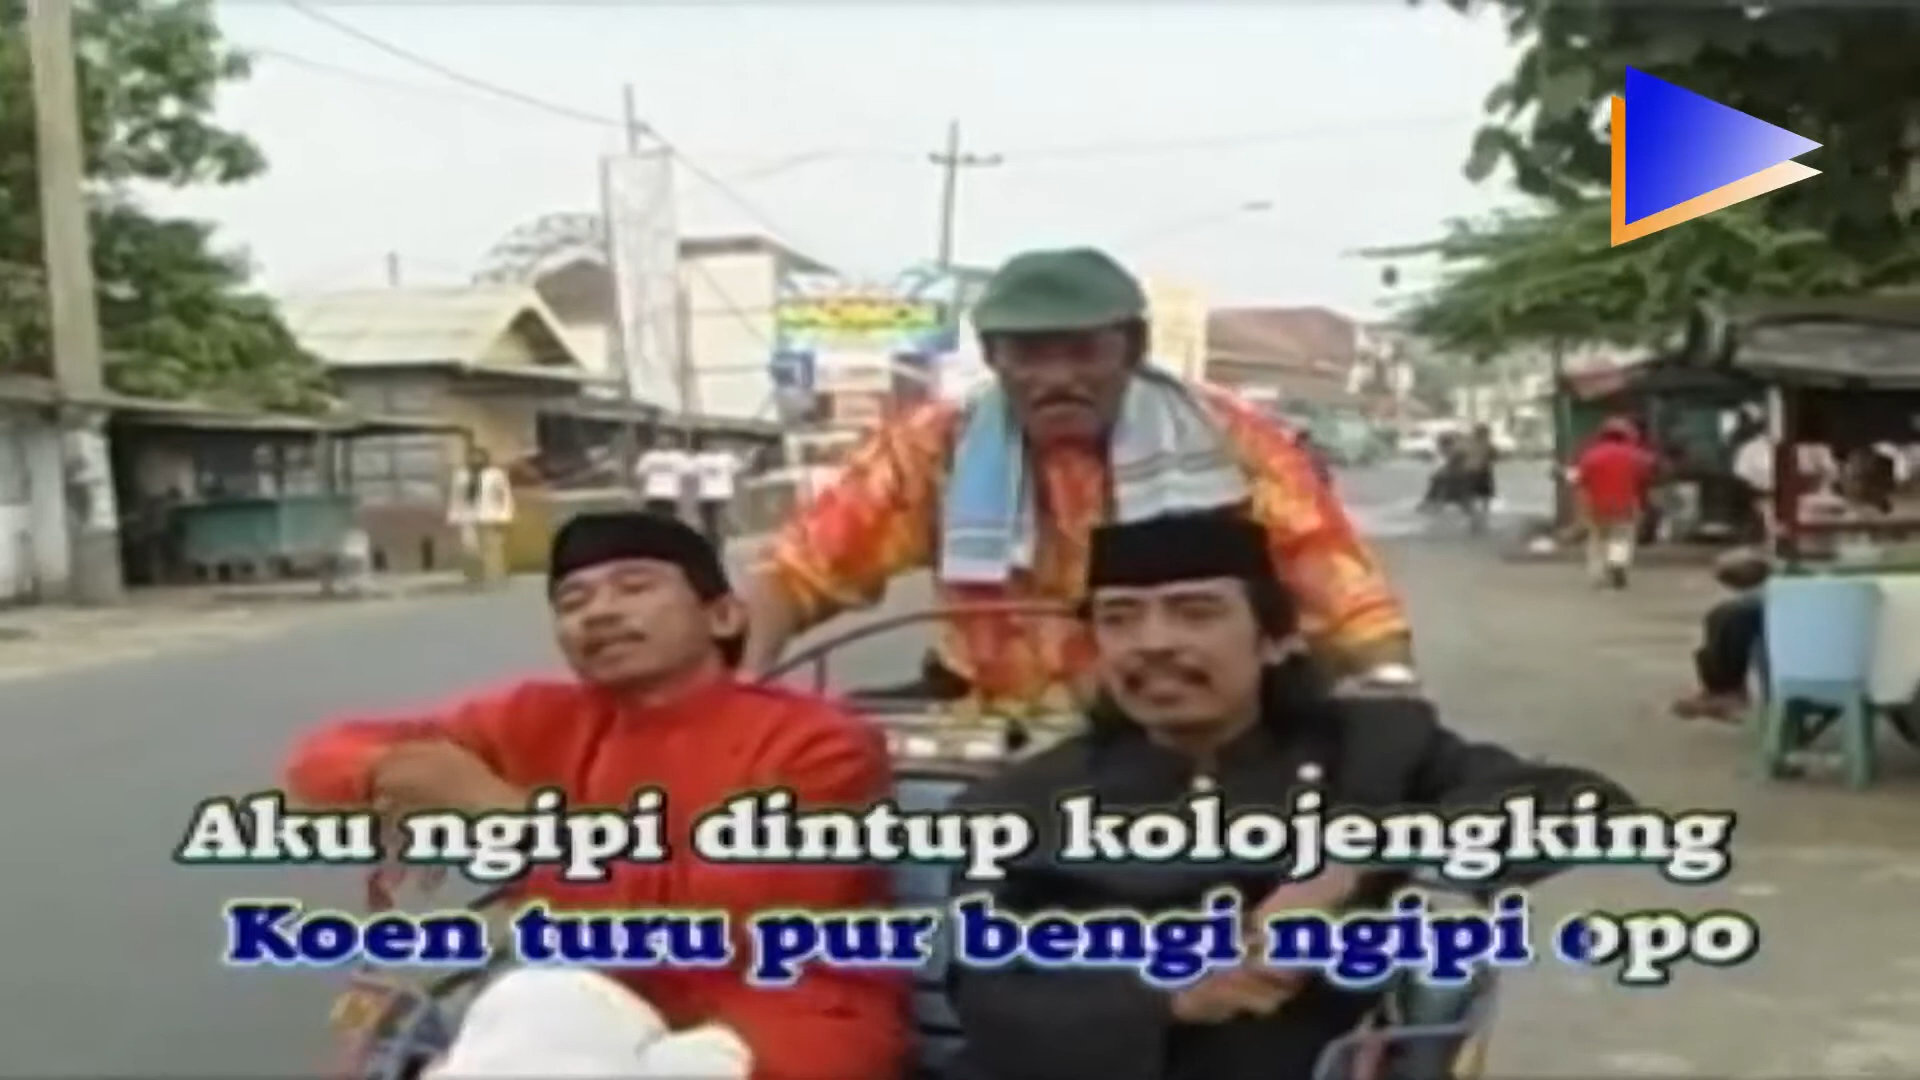 Aku ngipi dintup kolojengking
Koen turu pur bengi ngipi opo